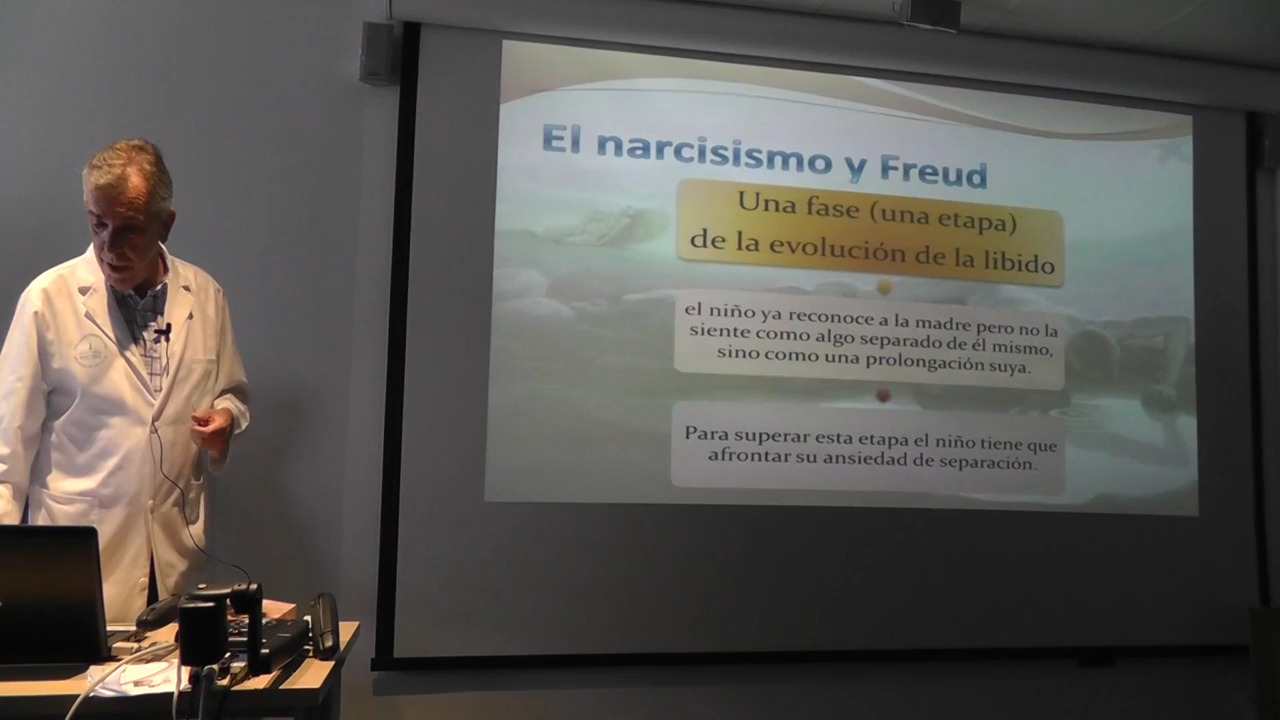 El narcisismo y Freud
Una fase (una etapa)
de la evolución de la libido
el niño ya reconoce a la madre pero no la
siente como algo separado de él mismo,
sino como una prolongación suya.
Para superar esta etapa el niño tiene que
afrontar su ansiedad de separación.